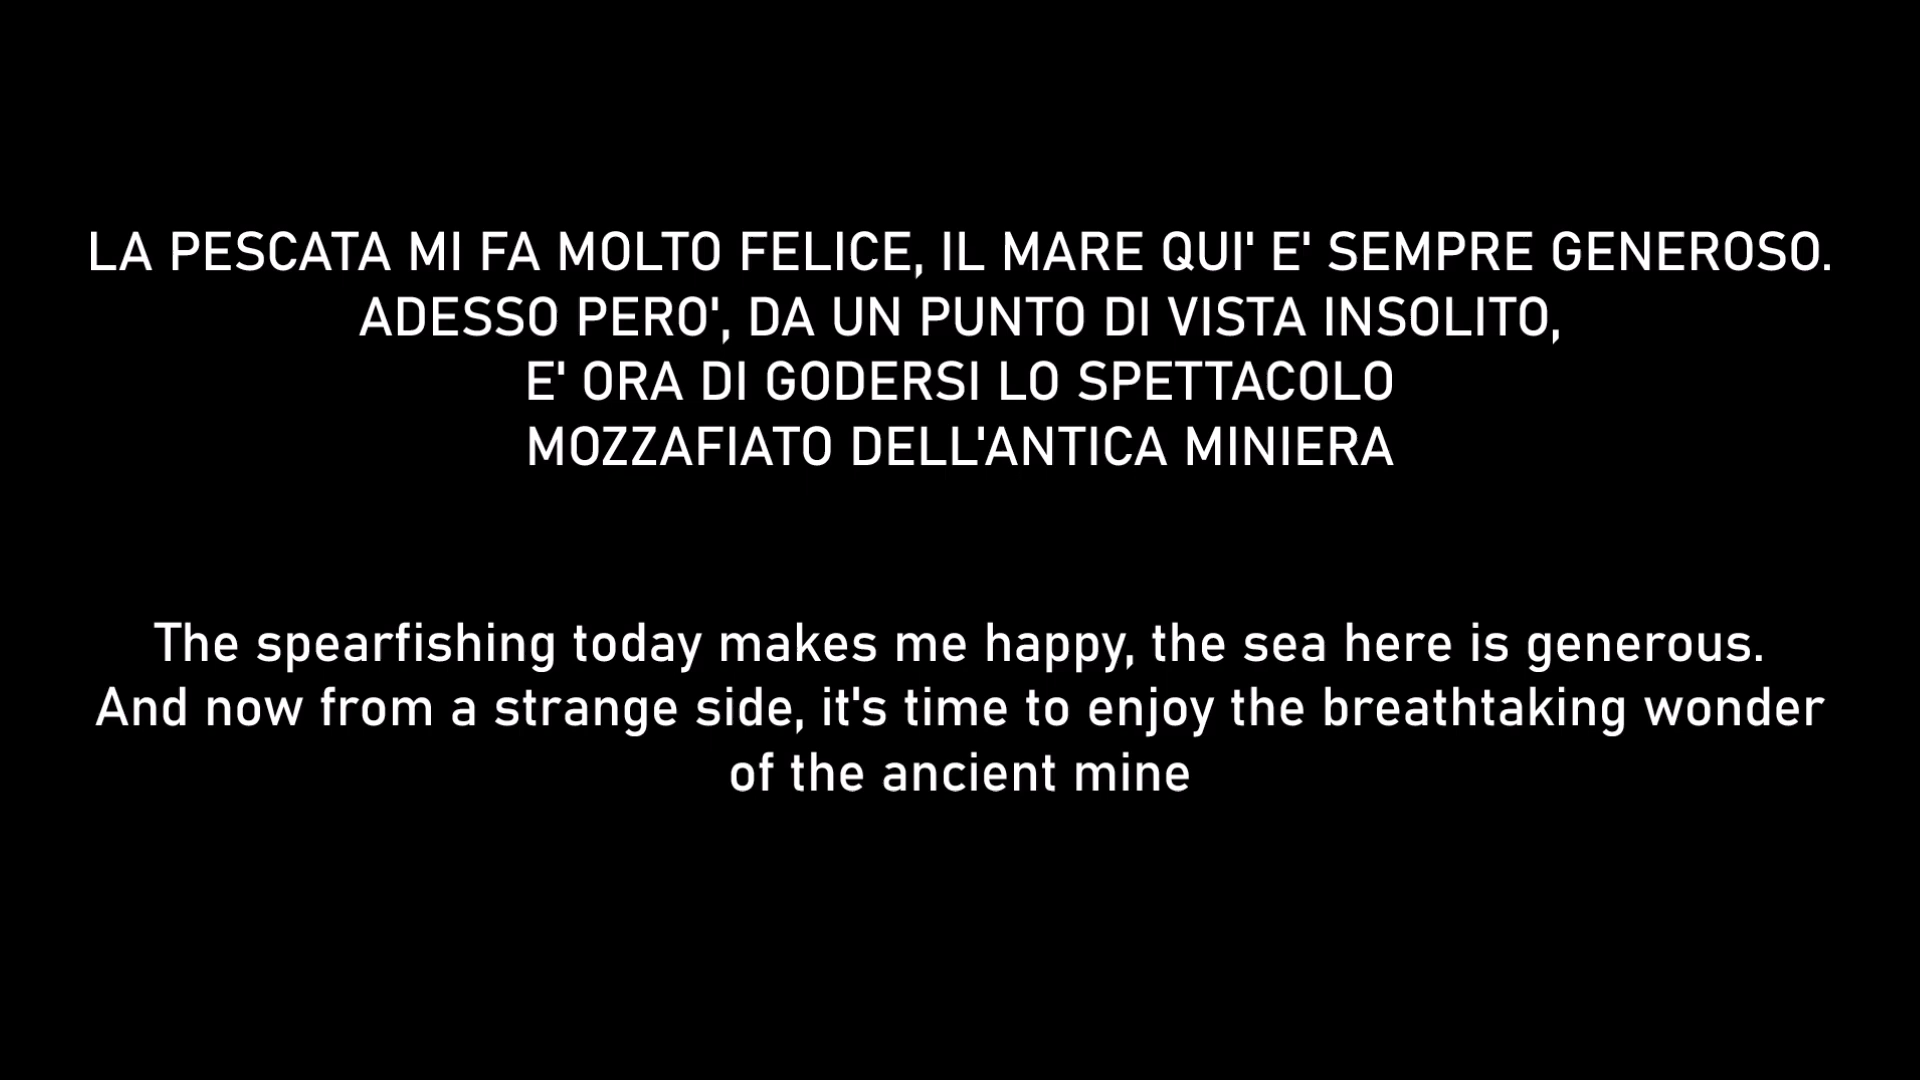 LA PESCATA MI FA MOLTO FELICE, IL MARE QUI' E' SEMPRE GENEROSO.
ADESSO PERO', DA UN PUNTO DI VISTA INSOLITO,
E' ORA DI GODERSI LO SPETTACOLO
MOZZAFIATO DELL'ANTICA MINIERA
The spearfishing today makes me happy, the sea here is generous.
And now from a strange side, it's time to enjoy the breathtaking wonder
of the ancient mine